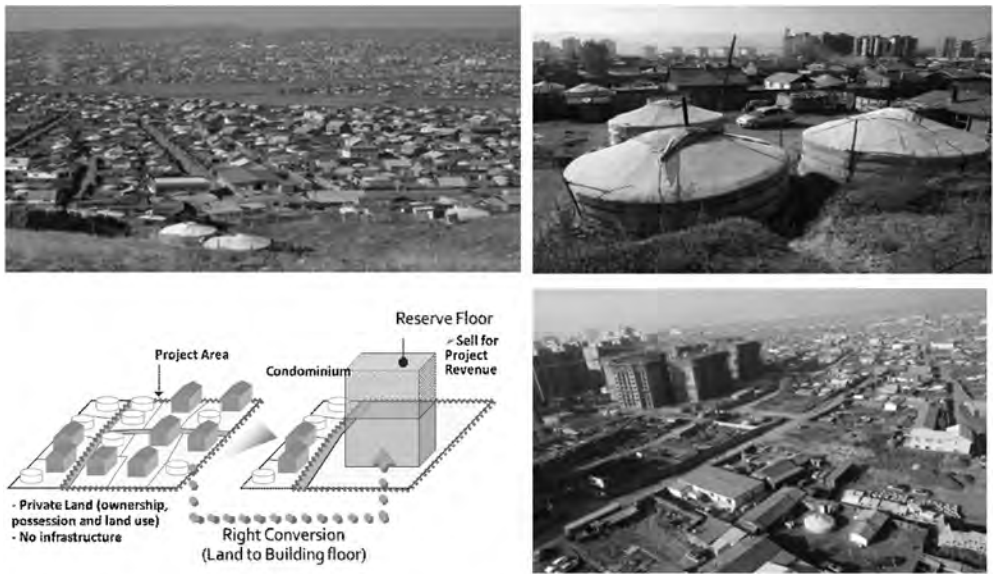 Reserve Floor
Sell for
Project
Revenue
Project Area
Condominium
- Private Land (ownership,
possession and land use)
- No infrastructure
Right Conversion
(Land to Building floor)